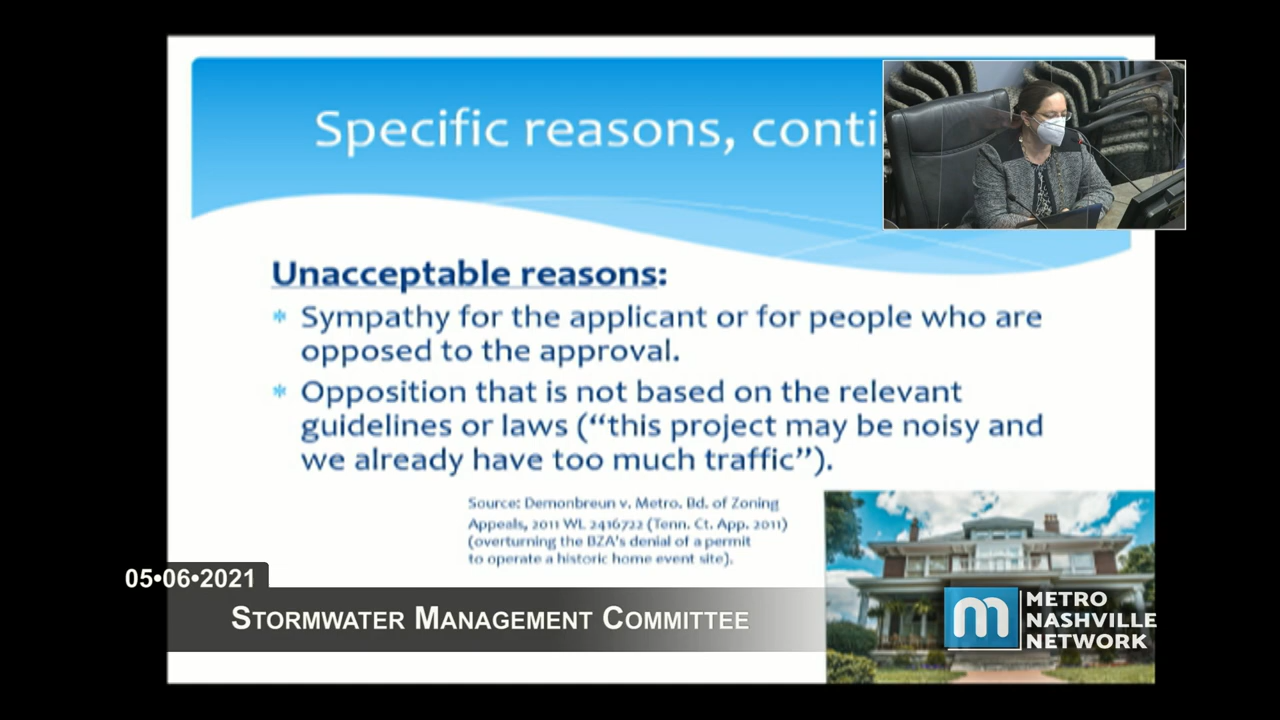 Specific reasons, conti
Unacceptable reasons:
* Sympathy for the applicant or for people who are
opposed to the approval.
* Opposition that is not based on the relevant
guidelines or laws (“this project may be noisy and
we already have too much traffic”).
Source: Demonbreun v. Metro. Bd. of Zoning
Appeals, 2011 WL 2416722 (Tenn. Ct. App. 2011)
(overturning the BZA's denial of a permit
to operate a historic home event site).
05•06•2021
STORMWATER MANAGEMENT COMMITTEE
m
METRO
NASHVILLE
NETWORK